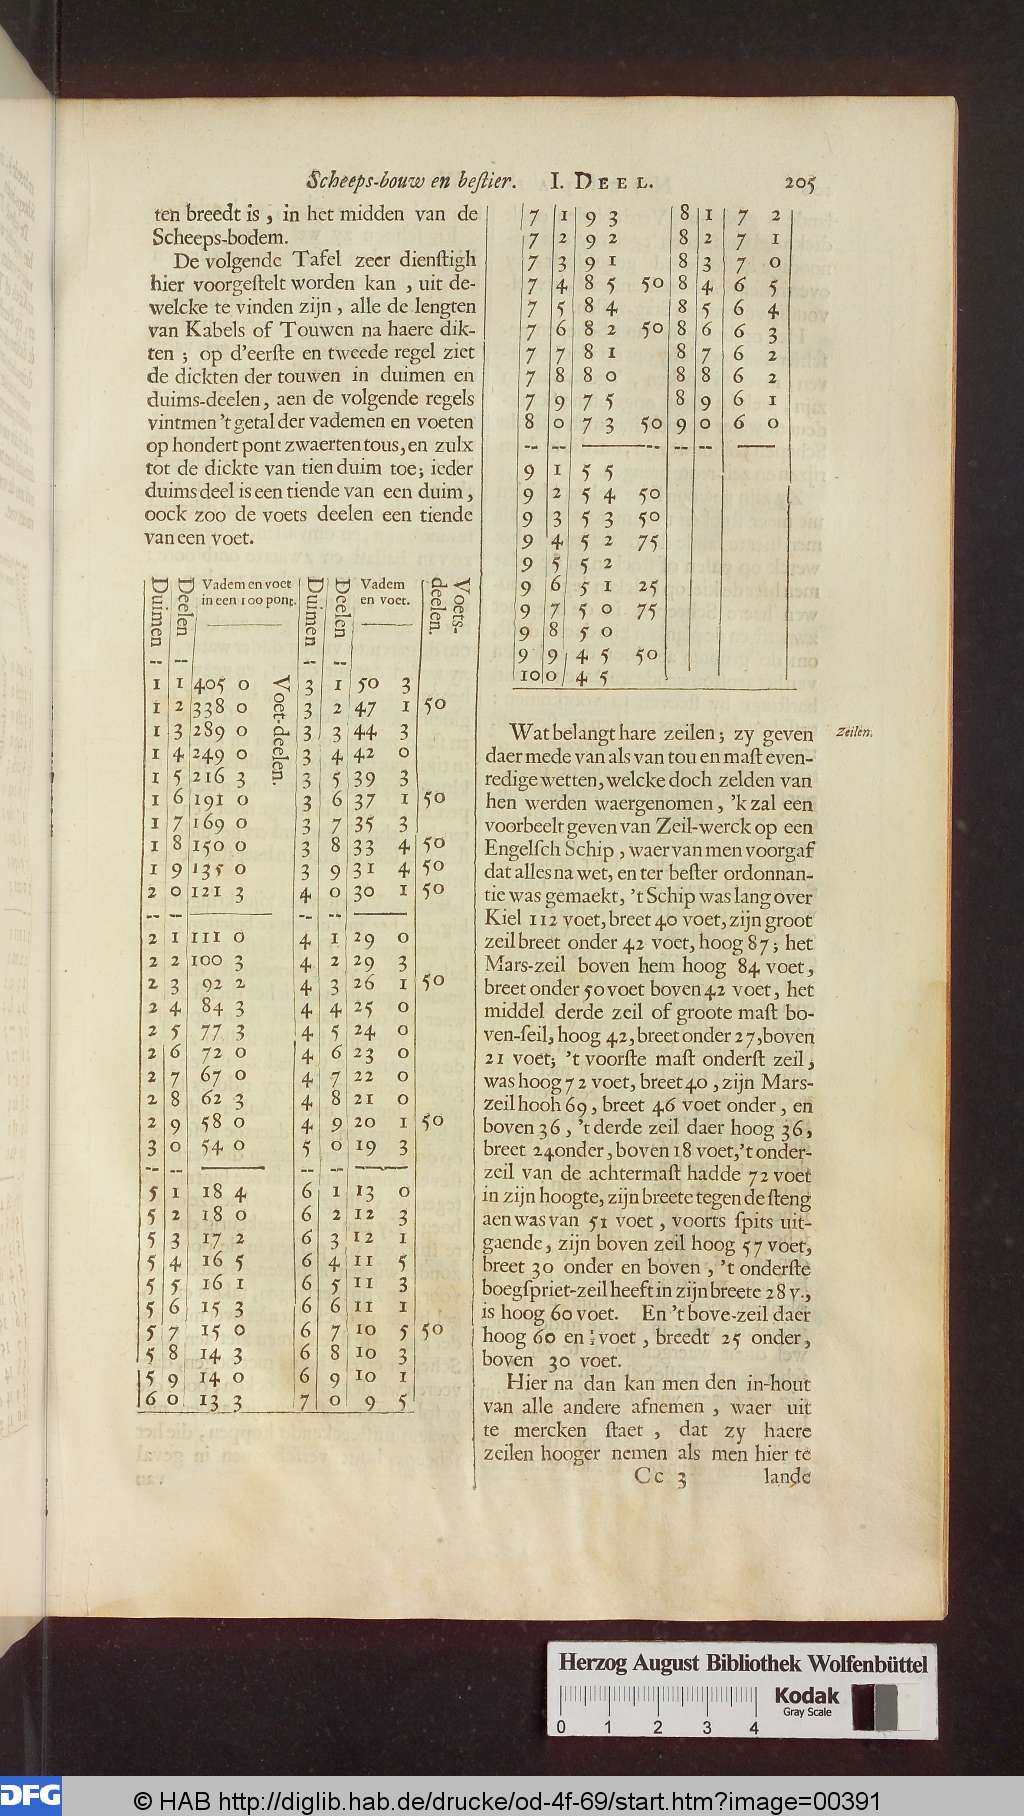 Scheeps-bouw en beſtier. I. DEEL. 205
ten breedt is, in het midden van de
Scheeps-bodem.
De volgende Tafel zeer dienſtigh
hier voorgeſtelt worden kan, uit de-
welcke te vinden zijn, alle de lengten
van Kabels of Touwen na haere dik-
ten; op d'eerſte en tweede regel ziet
de dickten der touwen in duimen en
duims-deelen, aen de volgende regels
vintmen 't getal der vademen en voeten
op hondert pont zwaerten tous, en zulx
tot de dickte van tien duim toe; ieder
duims deel is een tiende van een duim,
oock zoo de voets deelen een tiende
van een voet.
Duimen Deelen Vadem en voet in een 100 pont. Duimen Deelen Vadem en voet. Voets-deelen.
Voet-deelen.
-- -- -- --
1 1 405 0 3 1 50 3
1 2 338 0 3 2 47 1 50
1 3 289 0 3 3 44 3
1 4 249 0 3 4 42 0
1 5 216 3 3 5 39 3
1 6 191 0 3 6 37 1 50
1 7 169 0 3 7 35 3
1 8 150 0 3 8 33 4 50
1 9 135 0 3 9 31 4 50
2 0 121 3 4 0 30 1 50
-- -- -- --
2 1 111 0 4 1 29 0
2 2 100 3 4 2 29 3
2 3 92 2 4 3 26 1 50
2 4 84 3 4 4 25 0
2 5 77 3 4 5 24 0
2 6 72 0 4 6 23 0
2 7 67 0 4 7 22 0
2 8 62 3 4 8 21 0
2 9 58 0 4 9 20 1 50
3 0 54 0 5 0 19 3
-- -- -- --
5 1 18 4 6 1 13 0
5 2 18 0 6 2 12 3
5 3 17 2 6 3 12 1
5 4 16 5 6 4 11 5
5 5 16 1 6 5 11 3
5 6 15 3 6 6 11 1
5 7 15 0 6 7 10 5 50
5 8 14 3 6 8 10 3
5 9 14 0 6 9 10 1
6 0 13 3 7 0 9 5
7 1 9 3 8 1 7 2
7 2 9 2 8 2 7 1
7 3 9 1 8 3 7 0
7 4 8 5 50 8 4 6 5
7 5 8 4 8 5 6 4
7 6 8 2 50 8 6 6 3
7 7 8 1 8 7 6 2
7 8 8 0 8 8 6 2
7 9 7 5 8 9 6 1
8 0 7 3 50 9 0 6 0
-- -- -- --
9 1 5 5
9 2 5 4 50
9 3 5 3 50
9 4 5 2 75
9 5 5 2
9 6 5 1 25
9 7 5 0 75
9 8 5 0
9 9 4 5 50
10 0 4 5
Wat belangt hare zeilen; zy geven
Zeilen.
daer mede van als van tou en maſt even-
redige wetten, welcke doch zelden van
hen werden waergenomen, 'k zal een
voorbeelt geven van Zeil-werck op een
Engelſch Schip, waer van men voorgaf
dat alles na wet, en ter beſter ordonnan-
tie was gemaekt, 't Schip was lang over
Kiel 112 voet, breet 40 voet, zijn groot
zeil breet onder 42 voet, hoog 87; het
Mars-zeil boven hem hoog 84 voet,
breet onder 50 voet boven 42 voet, het
middel derde zeil of groote maſt bo-
ven-ſeil, hoog 42, breet onder 27, boven
21 voet; 't voorſte maſt onderſt zeil,
was hoog 72 voet, breet 40, zijn Mars-
zeil hooh 69, breet 46 voet onder, en
boven 36, 't derde zeil daer hoog 36,
breet 24 onder, boven 18 voet, 't onder-
zeil van de achtermaſt hadde 72 voet
in zijn hoogte, zijn breete tegen de ſteng
aen was van 51 voet, voorts ſpits uit-
gaende, zijn boven zeil hoog 57 voet,
breet 30 onder en boven, 't onderſte
boegſpriet-zeil heeft in zijn breete 28 v.,
is hoog 60 voet. En 't bove-zeil daer
hoog 60 en ½ voet, breedt 25 onder,
boven 30 voet.
Hier na dan kan men den in-hout
van alle andere afnemen, waer uit
te mercken ſtaet, dat zy haere
zeilen hooger nemen als men hier te
Cc 3 lande
Herzog August Bibliothek Wolfenbüttel
Kodak
Gray Scale
0 1 2 3 4
DFG © HAB http://diglib.hab.de/drucke/od-4f-69/start.htm?image=00391